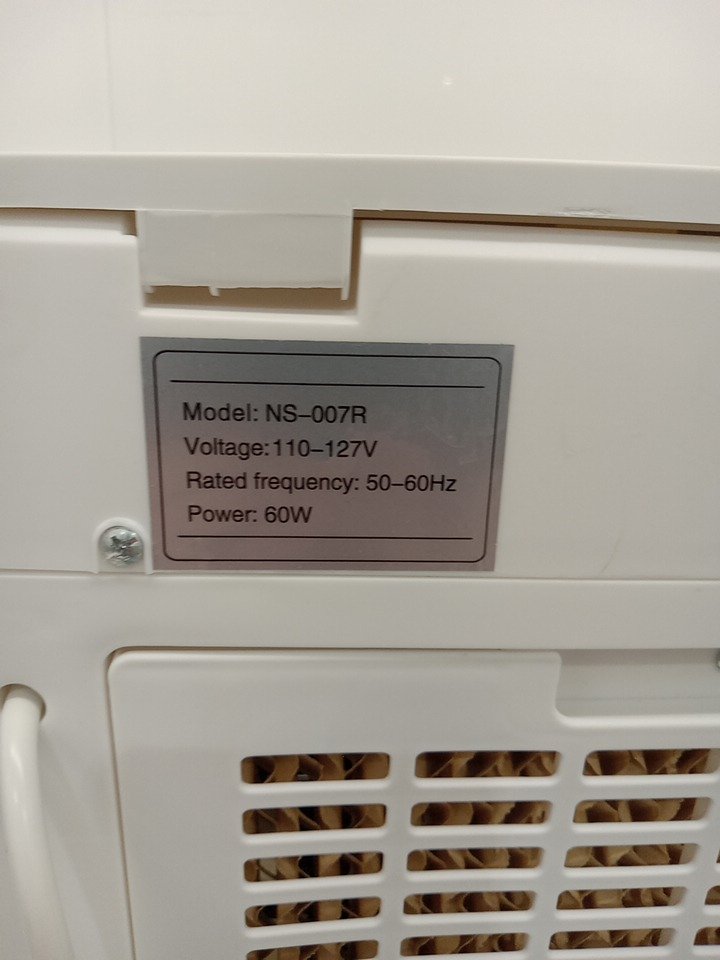 Model: NS–007R
Voltage:110–127V
Rated frequency: 50–60Hz
Power: 60W